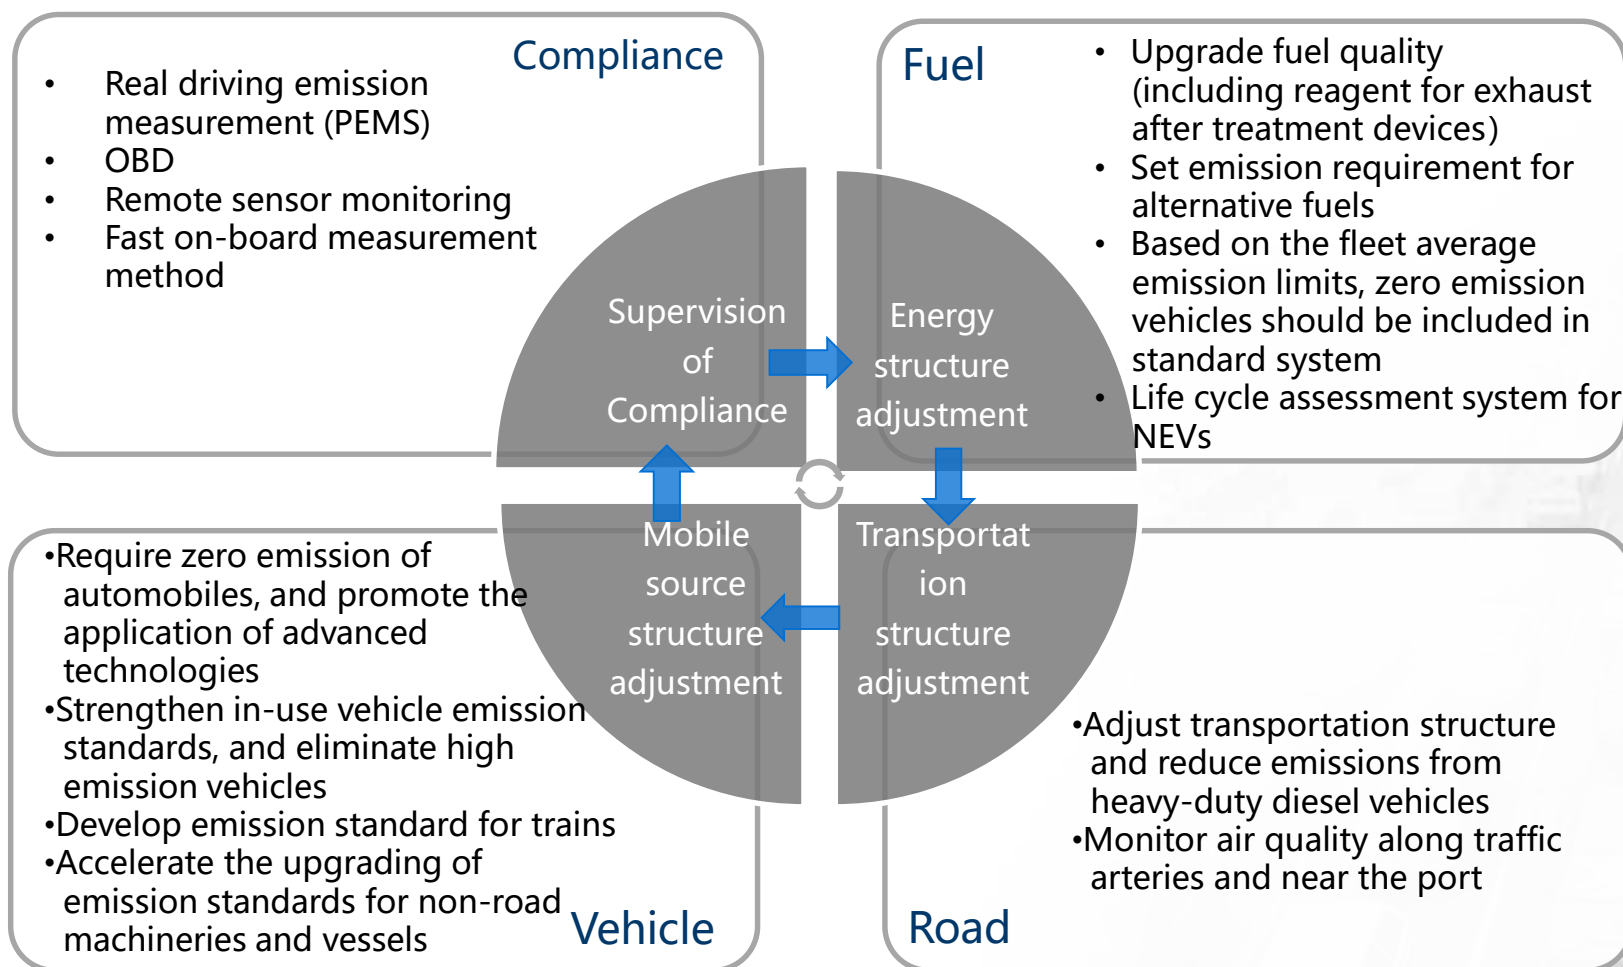 Compliance
•	Real driving emission
measurement (PEMS)
•	OBD
•	Remote sensor monitoring
•	Fast on-board measurement
method
Fuel
•	Upgrade fuel quality
(including reagent for exhaust
after treatment devices)
•	Set emission requirement for
alternative fuels
•	Based on the fleet average
emission limits, zero emission
vehicles should be included in
standard system
•	Life cycle assessment system for
NEVs
Supervision
of
Compliance
Energy
structure
adjustment
Mobile
source
structure
adjustment
Transportat
ion
structure
adjustment
•Require zero emission of
automobiles, and promote the
application of advanced
technologies
•Strengthen in-use vehicle emission
standards, and eliminate high
emission vehicles
•Develop emission standard for trains
•Accelerate the upgrading of
emission standards for non-road
machineries and vessels
Vehicle
•Adjust transportation structure
and reduce emissions from
heavy-duty diesel vehicles
•Monitor air quality along traffic
arteries and near the port
Road